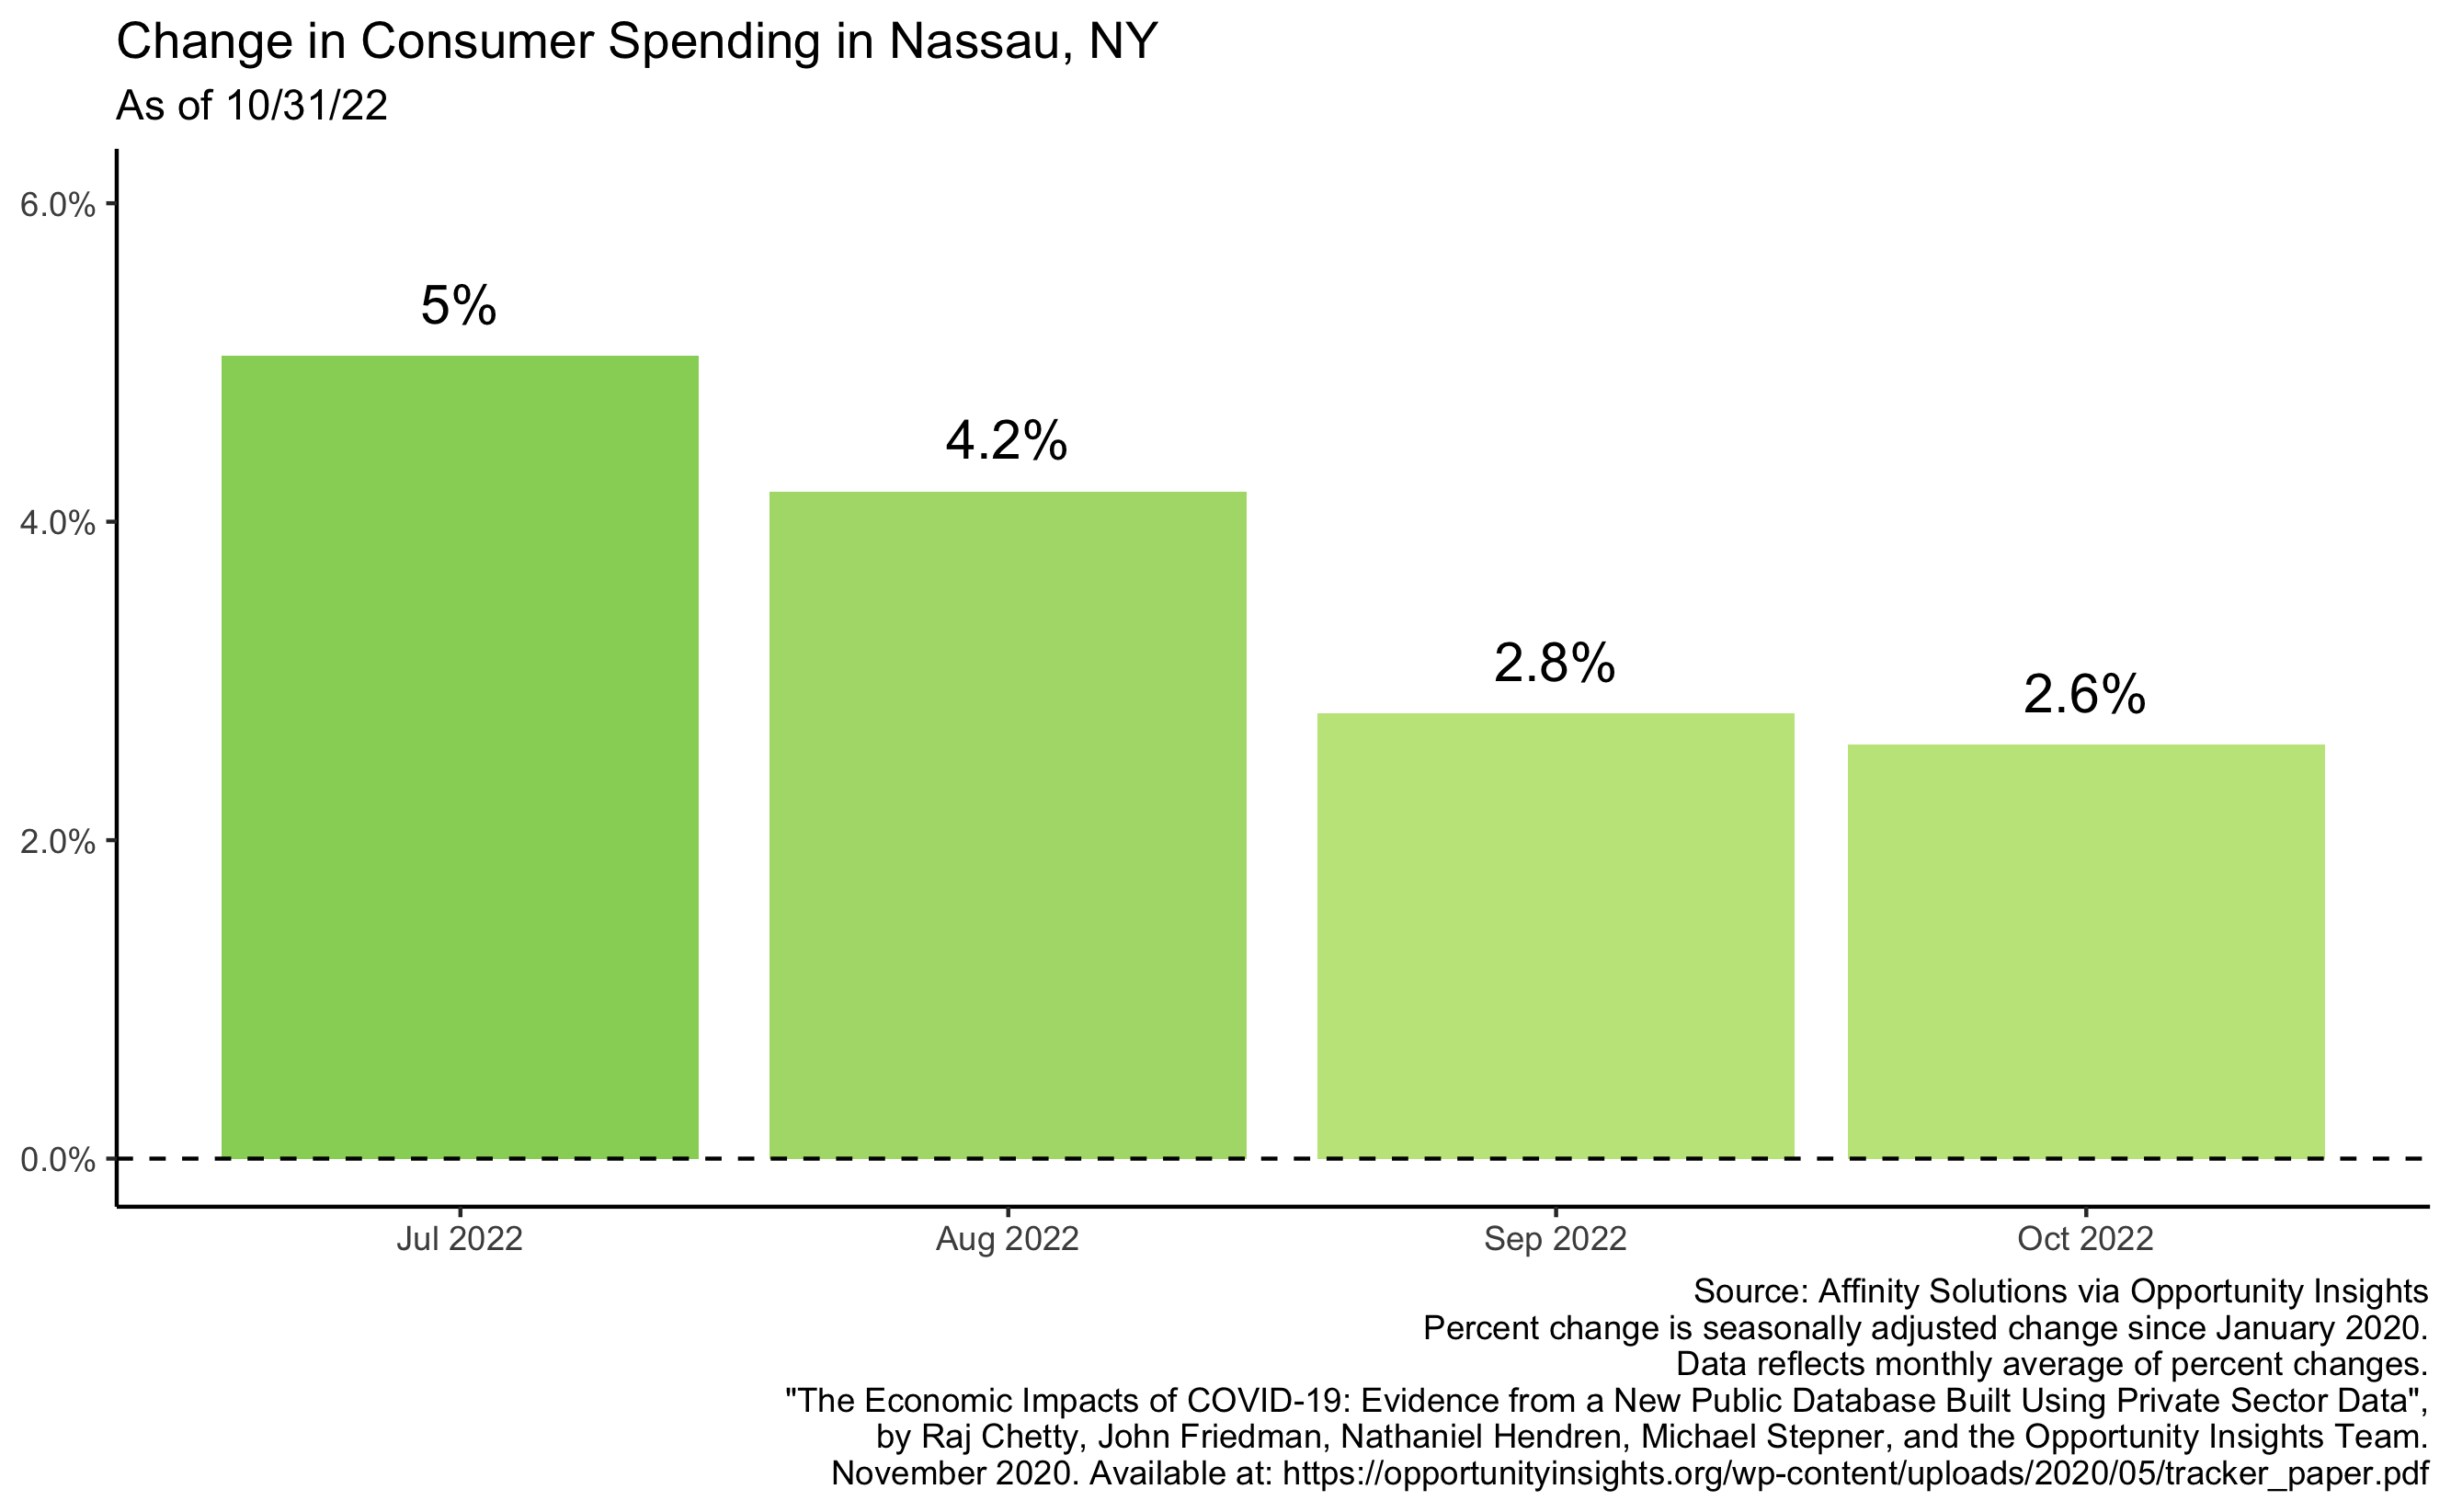 Change in Consumer Spending in Nassau, NY
As of 10/31/22
6.0%
4.0%
2.0%
0.0%
5%
4.2%
2.8%
2.6%
Jul 2022
Aug 2022
Sep 2022
Oct 2022
Source: Affinity Solutions via Opportunity Insights
Percent change is seasonally adjusted change since January 2020.
Data reflects monthly average of percent changes.
"The Economic Impacts of COVID-19: Evidence from a New Public Database Built Using Private Sector Data",
by Raj Chetty, John Friedman, Nathaniel Hendren, Michael Stepner, and the Opportunity Insights Team.
November 2020. Available at: https://opportunityinsights.org/wp-content/uploads/2020/05/tracker_paper.pdf